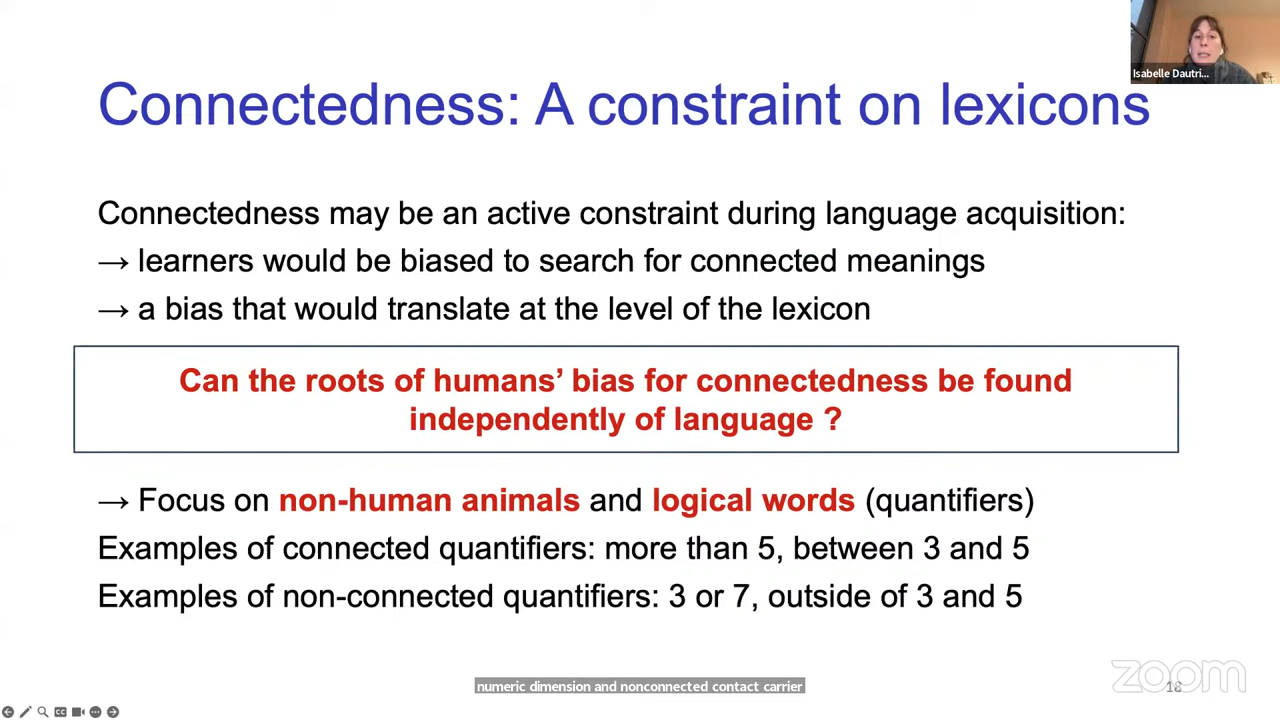 Isabelle Dautri...
Connectedness: A constraint on lexicons
Connectedness may be an active constraint during language acquisition:
→ learners would be biased to search for connected meanings
→ a bias that would translate at the level of the lexicon
Can the roots of humans’ bias for connectedness be found
independently of language ?
→ Focus on non-human animals and logical words (quantifiers)
Examples of connected quantifiers: more than 5, between 3 and 5
Examples of non-connected quantifiers: 3 or 7, outside of 3 and 5
numeric dimension and nonconnected contact carrier
zoom